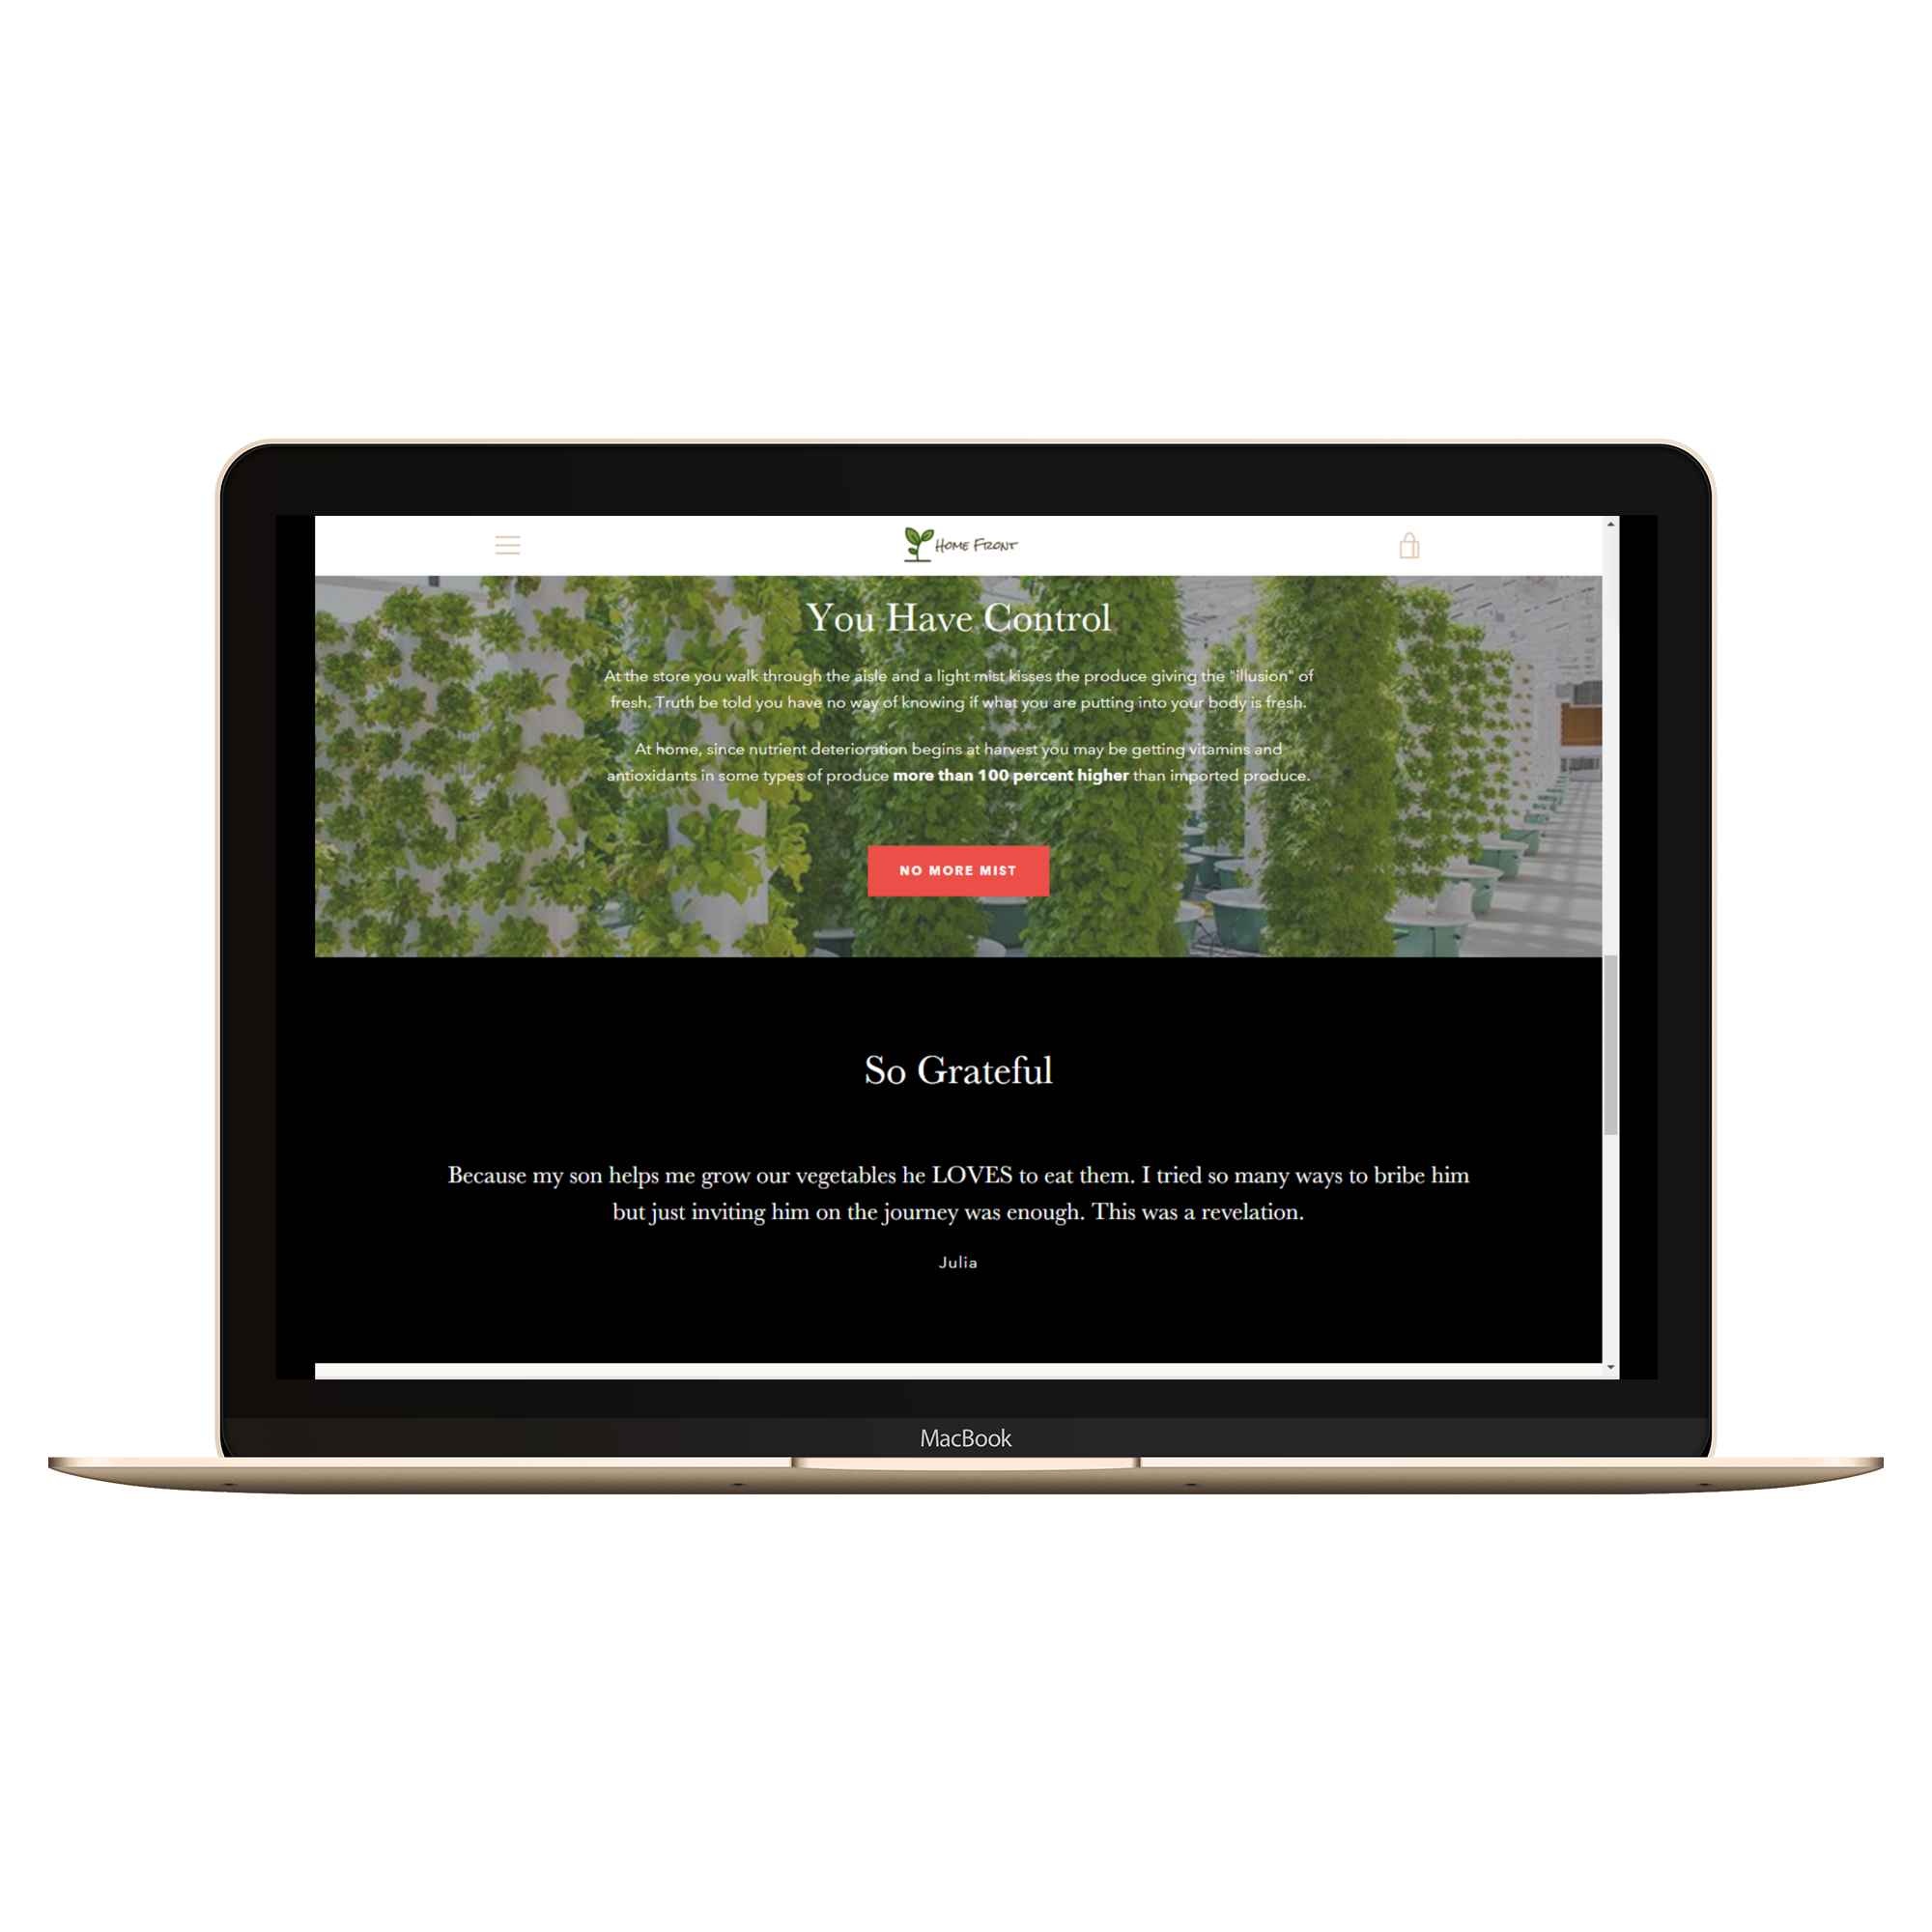 Home Front
You Have Control
At the store you walk through the aisle and a light mist kisses the produce giving the "illusion" of
fresh. Truth be told you have no way of knowing if what you are putting into your body is fresh.
At home, since nutrient deterioration begins at harvest you may be getting vitamins and
antioxidants in some types of produce more than 100 percent higher than imported produce.
NO MORE MIST
So Grateful
Because my son helps me grow our vegetables he LOVES to eat them. I tried so many ways to bribe him
but just inviting him on the journey was enough. This was a revelation.
Julia
MacBook